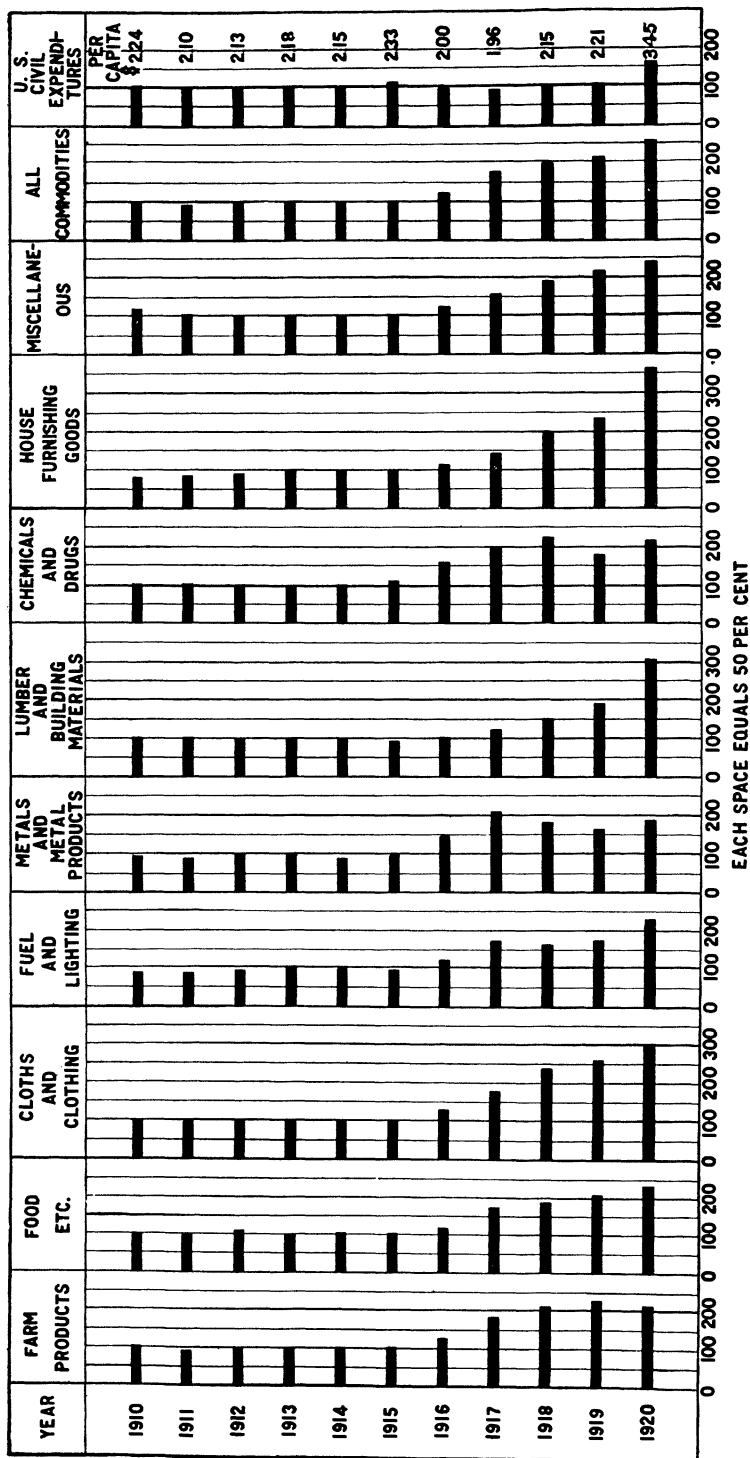 YEAR
FARM
PRODUCTS
FOOD
ETC.
CLOTHS
AND
CLOTHING
FUEL
AND
LIGHTING
METALS
AND
METAL
PRODUCTS
LUMBER
AND
BUILDING
MATERIALS
CHEMICALS
AND
DRUGS
HOUSE
FURNISHING
GOODS
MISCELLANE-
OUS
ALL
COMMODITIES
U. S.
CIVIL
EXPENDI-
TURES
PER
CAPITA
1910 $2.24
1911 2.10
1912 2.13
1913 2.18
1914 2.15
1915 2.33
1916 2.00
1917 1.96
1918 2.15
1919 2.21
1920 3.45
0 100 200 0 100 200 0 100 200 300 0 100 200 0 100 200 0 100 200 300 0 100 200 0 100 200 300 0 100 200 0 100 200 0 100 200
EACH SPACE EQUALS 50 PER CENT